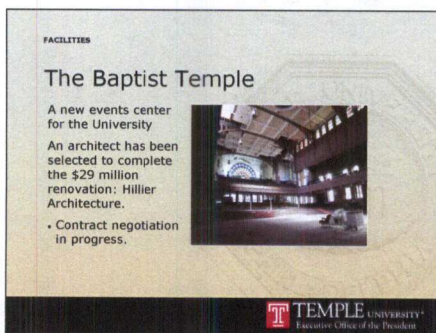 FACILITIES
The Baptist Temple
A new events center
for the University
An architect has been
selected to complete
the $29 million
renovation: Hillier
Architecture.
• Contract negotiation
in progress.
TEMPLE UNIVERSITY®
Executive Office of the President